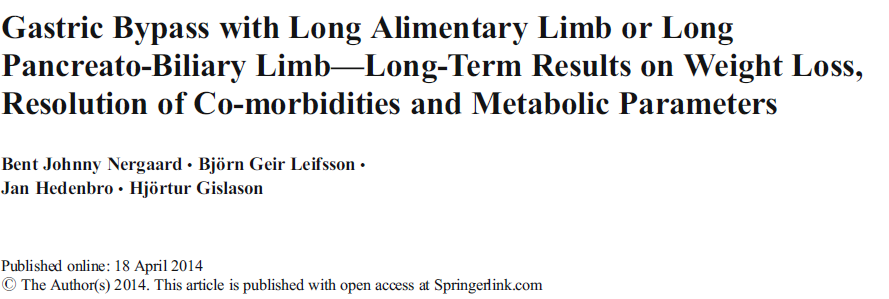 Gastric Bypass with Long Alimentary Limb or Long
Pancreato-Biliary Limb—Long-Term Results on Weight Loss,
Resolution of Co-morbidities and Metabolic Parameters
Bent Johnny Nergaard • Björn Geir Leifsson •
Jan Hedenbro • Hjörtur Gislason
Published online: 18 April 2014
© The Author(s) 2014. This article is published with open access at Springerlink.com